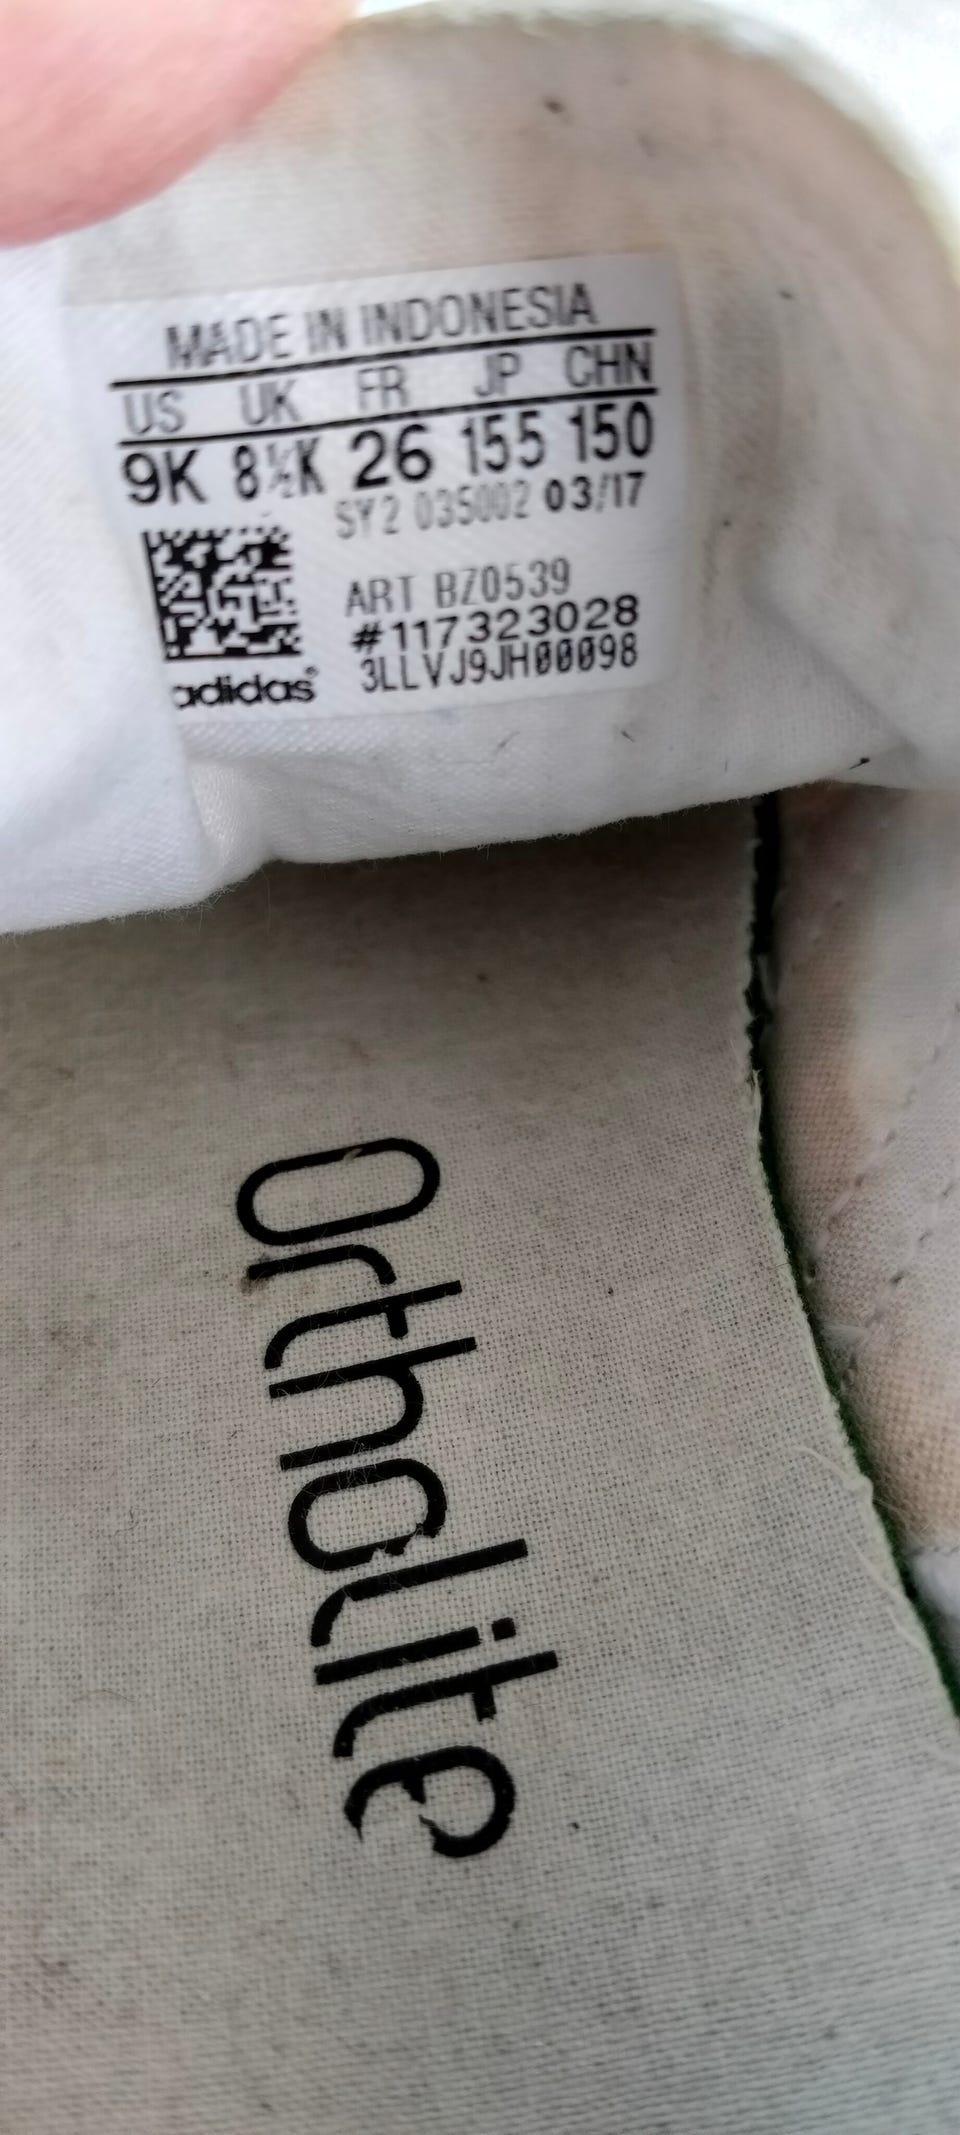 MADE IN INDONESIA
US UK FR JP CHN
9K 8½K 26 155 150
SY2 035002 03/17
ART BZ0539
#117323028
3LLVJ9JH00098
adidas®
Ortholite